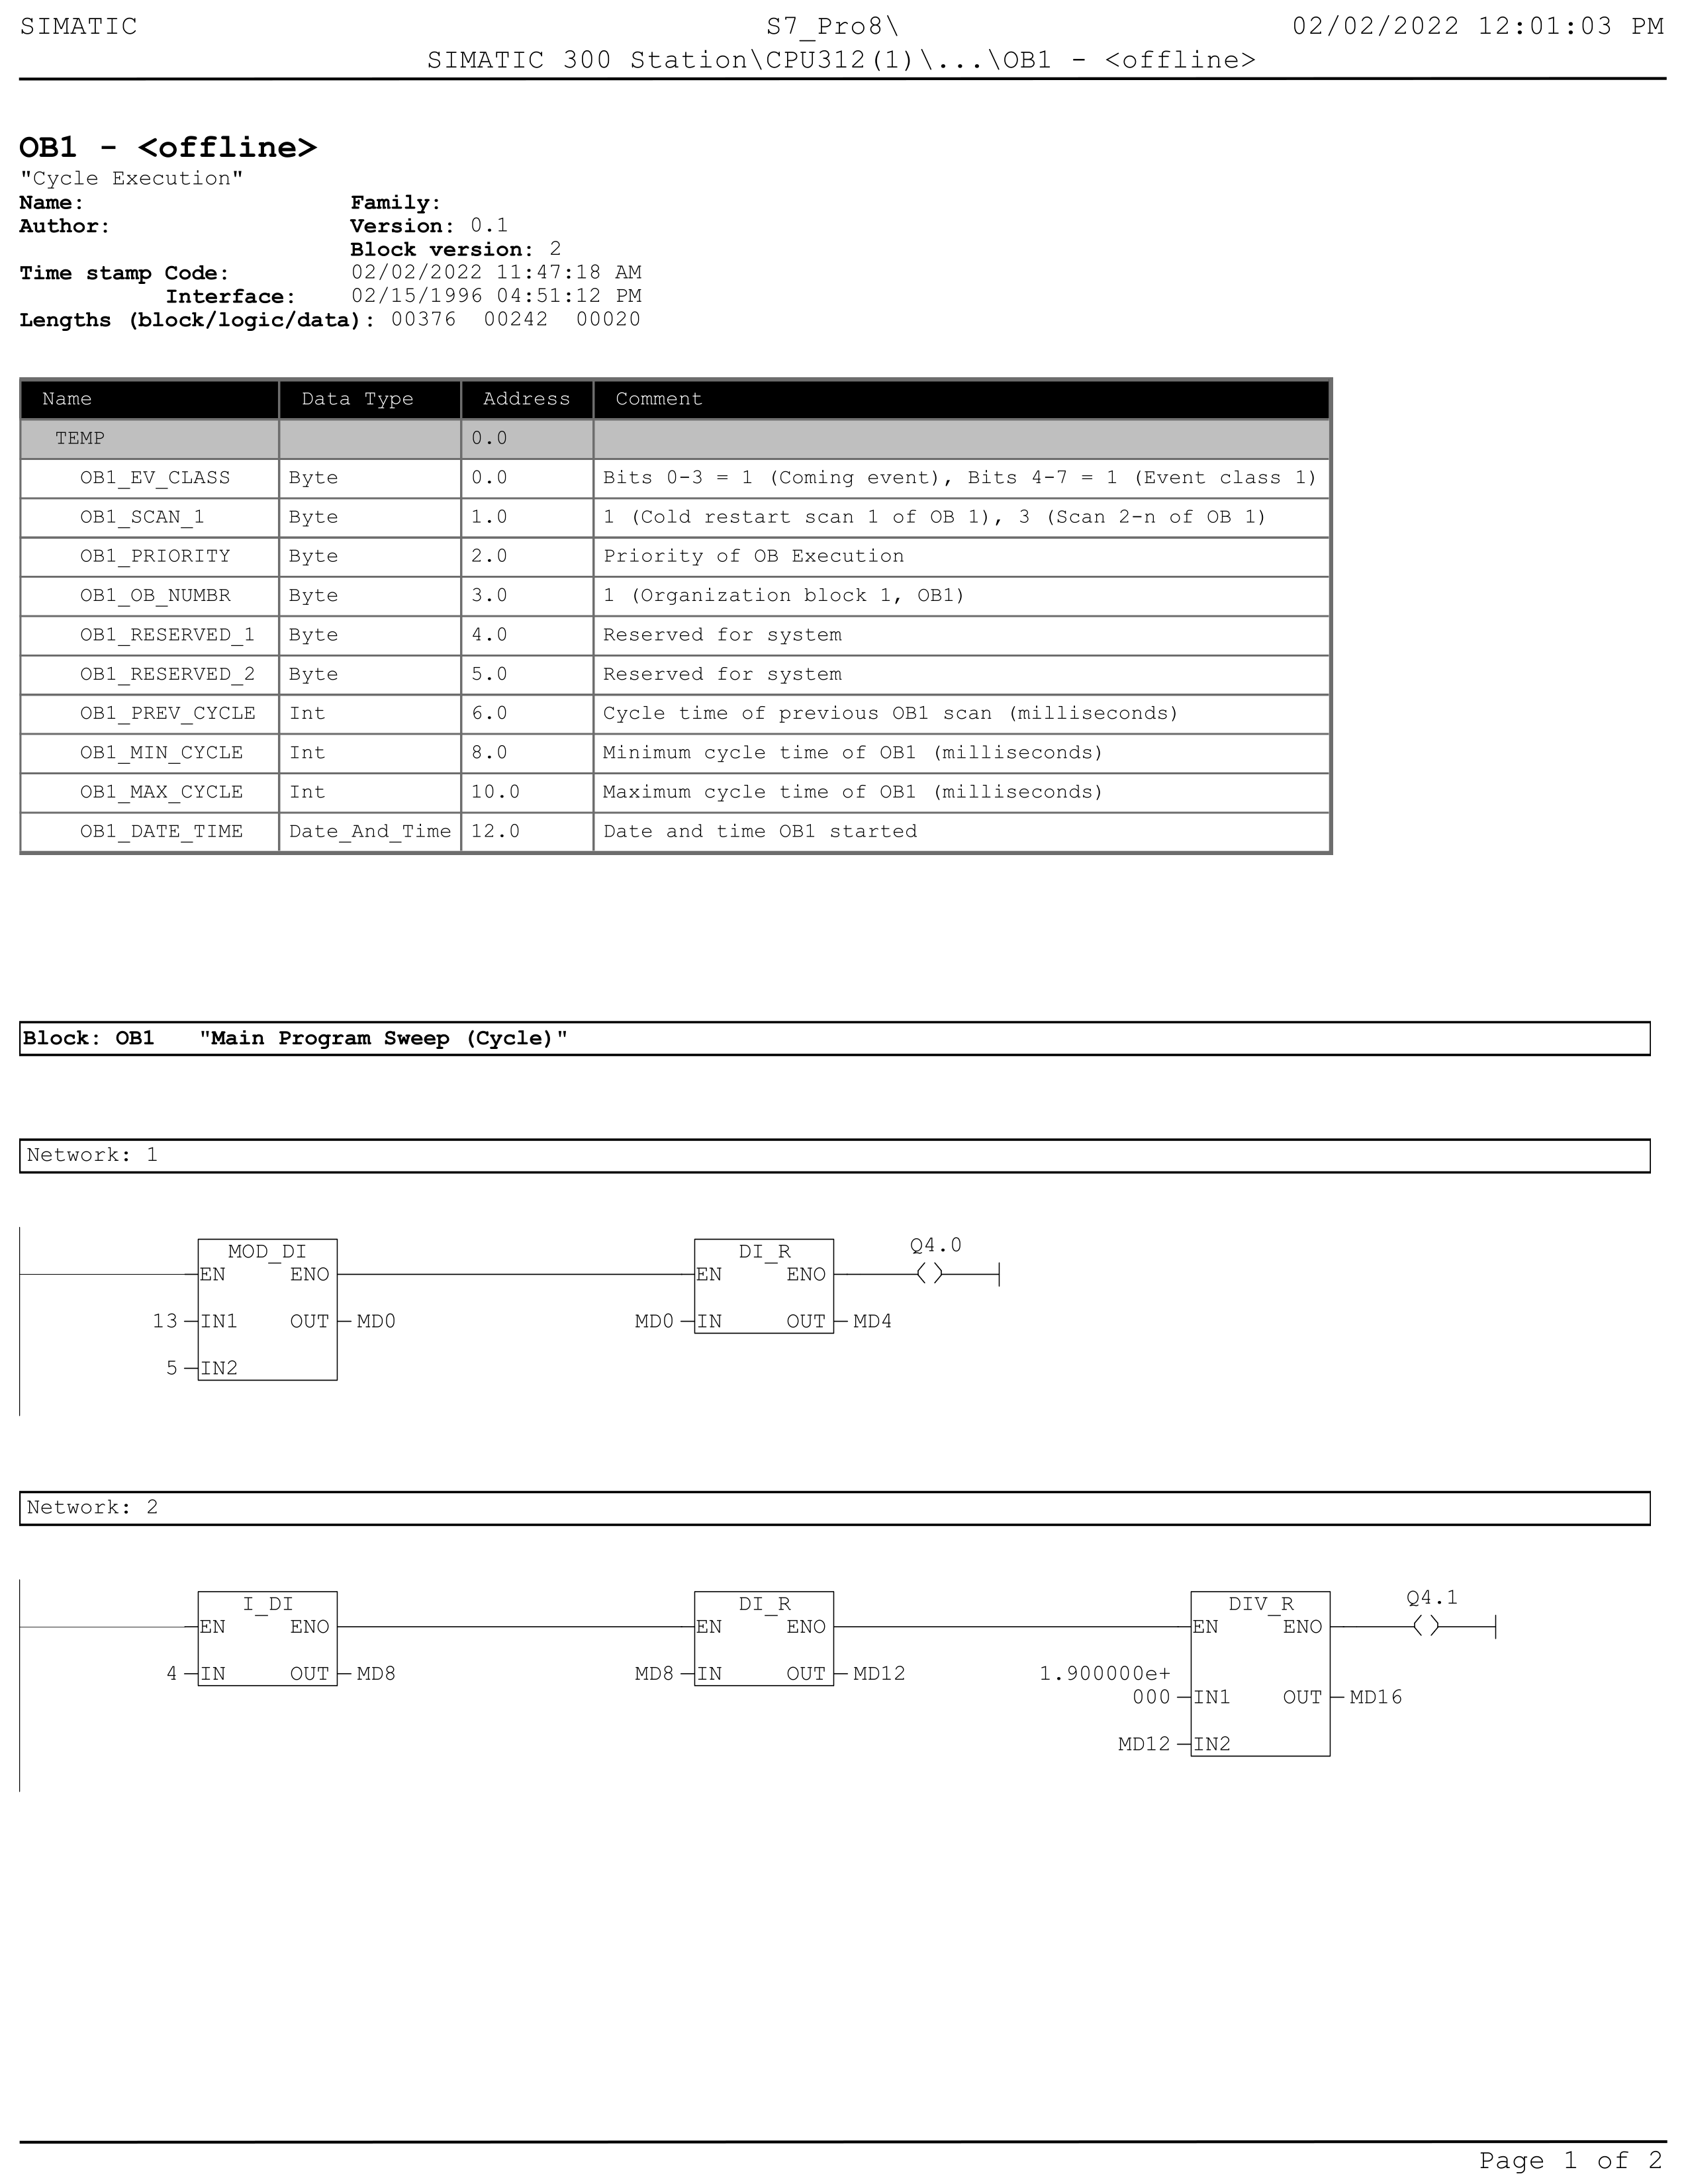 SIMATIC S7_Pro8\ 02/02/2022 12:01:03 PM
SIMATIC 300 Station\CPU312(1)\...\OB1 - <offline>
OB1 - <offline>
"Cycle Execution"
Name: Family:
Author: Version: 0.1
Block version: 2
Time stamp Code: 02/02/2022 11:47:18 AM
Interface: 02/15/1996 04:51:12 PM
Lengths (block/logic/data): 00376 00242 00020
Name Data Type Address Comment
TEMP 0.0
OB1_EV_CLASS Byte 0.0 Bits 0-3 = 1 (Coming event), Bits 4-7 = 1 (Event class 1)
OB1_SCAN_1 Byte 1.0 1 (Cold restart scan 1 of OB 1), 3 (Scan 2-n of OB 1)
OB1_PRIORITY Byte 2.0 Priority of OB Execution
OB1_OB_NUMBR Byte 3.0 1 (Organization block 1, OB1)
OB1_RESERVED_1 Byte 4.0 Reserved for system
OB1_RESERVED_2 Byte 5.0 Reserved for system
OB1_PREV_CYCLE Int 6.0 Cycle time of previous OB1 scan (milliseconds)
OB1_MIN_CYCLE Int 8.0 Minimum cycle time of OB1 (milliseconds)
OB1_MAX_CYCLE Int 10.0 Maximum cycle time of OB1 (milliseconds)
OB1_DATE_TIME Date_And_Time 12.0 Date and time OB1 started
Block: OB1 "Main Program Sweep (Cycle)"
Network: 1
MOD_DI DI_R Q4.0
EN ENO EN ENO
13 IN1 OUT MD0 MD0 IN OUT MD4
5 IN2
Network: 2
I_DI DI_R DIV_R Q4.1
EN ENO EN ENO EN ENO
4 IN OUT MD8 MD8 IN OUT MD12 1.900000e+
000 IN1 OUT MD16
MD12 IN2
Page 1 of 2